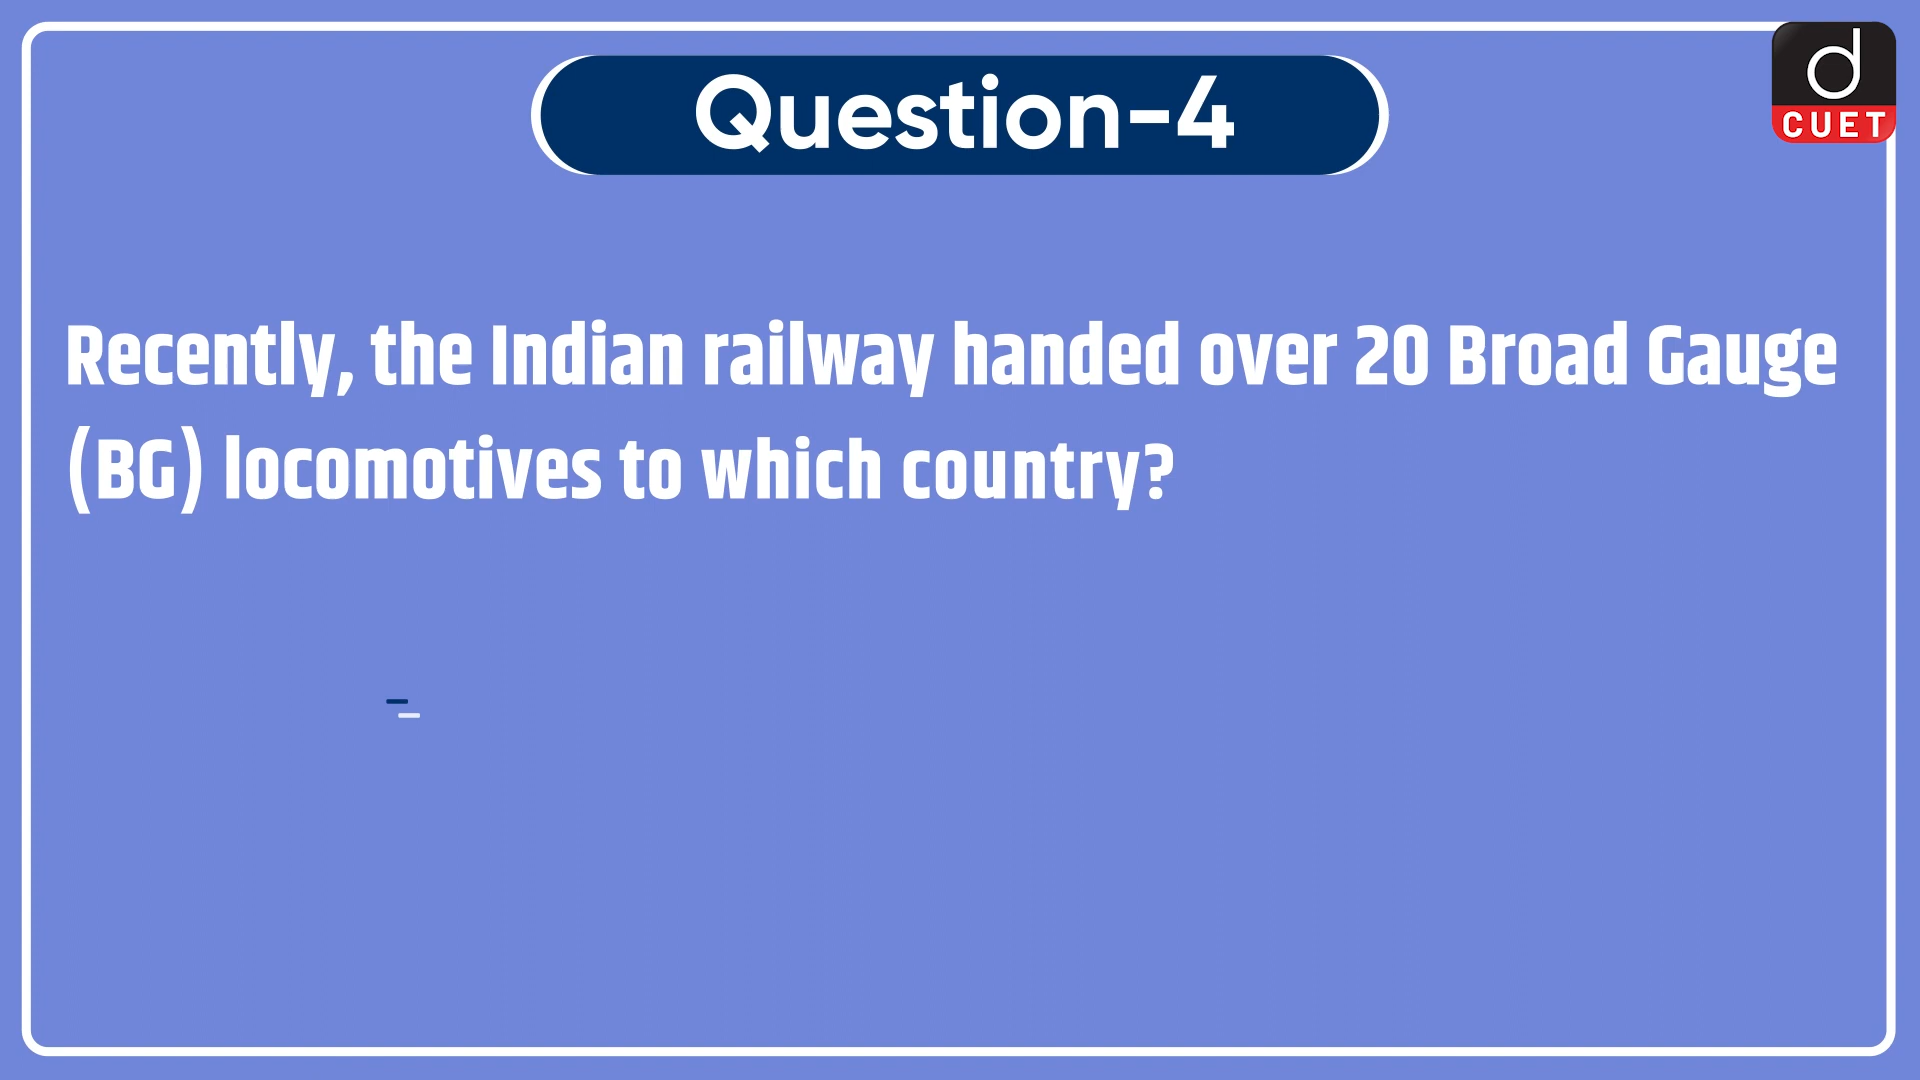 Question-4
d
CUET
Recently, the Indian railway handed over 20 Broad Gauge
(BG) locomotives to which country?